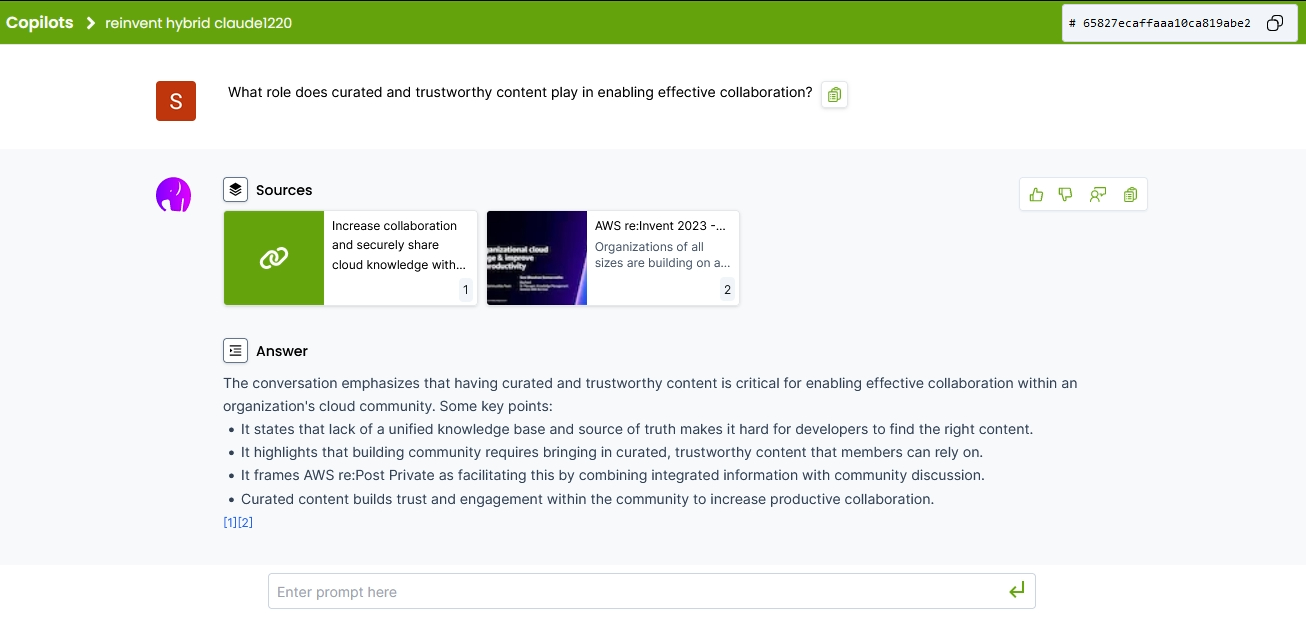 Copilots > reinvent hybrid claude1220
# 65827ecaffaaa10ca819abe2
S
What role does curated and trustworthy content play in enabling effective collaboration?
Sources
Increase collaboration
and securely share
cloud knowledge with...
1
anizational cloud
ge & improve
roductivity
AWS re:Invent 2023 -...
Organizations of all
sizes are building on a...
2
Answer
The conversation emphasizes that having curated and trustworthy content is critical for enabling effective collaboration within an
organization's cloud community. Some key points:
• It states that lack of a unified knowledge base and source of truth makes it hard for developers to find the right content.
• It highlights that building community requires bringing in curated, trustworthy content that members can rely on.
• It frames AWS re:Post Private as facilitating this by combining integrated information with community discussion.
• Curated content builds trust and engagement within the community to increase productive collaboration.
[1][2]
Enter prompt here